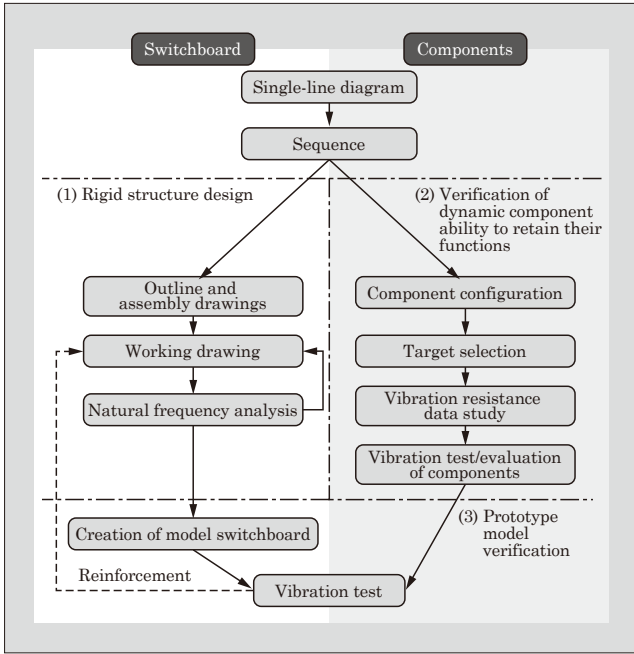 Switchboard
Components
Single-line diagram
Sequence
(1) Rigid structure design
(2) Verification of
dynamic component
ability to retain their
functions
Outline and
assembly drawings
Component configuration
Working drawing
Target selection
Natural frequency analysis
Vibration resistance
data study
Vibration test/evaluation
of components
Creation of model switchboard
(3) Prototype
model
verification
Reinforcement
Vibration test